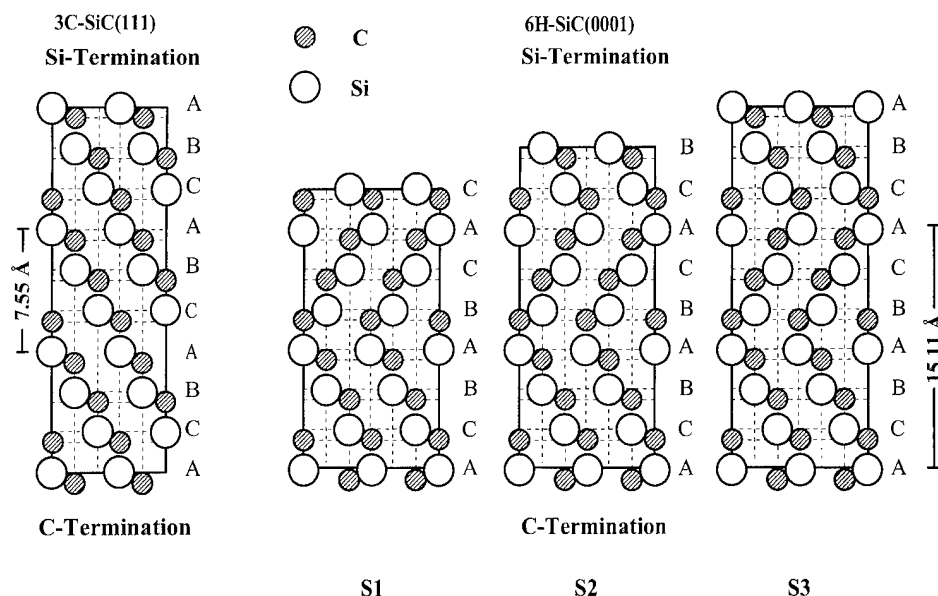 3C-SiC(111)
Si-Termination
C
Si
6H-SiC(0001)
Si-Termination
A
B
C
A
B
C
A
B
C
A
7.55 Å
C-Termination
C
A
C
B
A
B
C
A
S1
B
C
A
C
B
A
B
C
A
C-Termination
S2
A
B
C
A
C
B
A
B
C
A
15.11 Å
S3